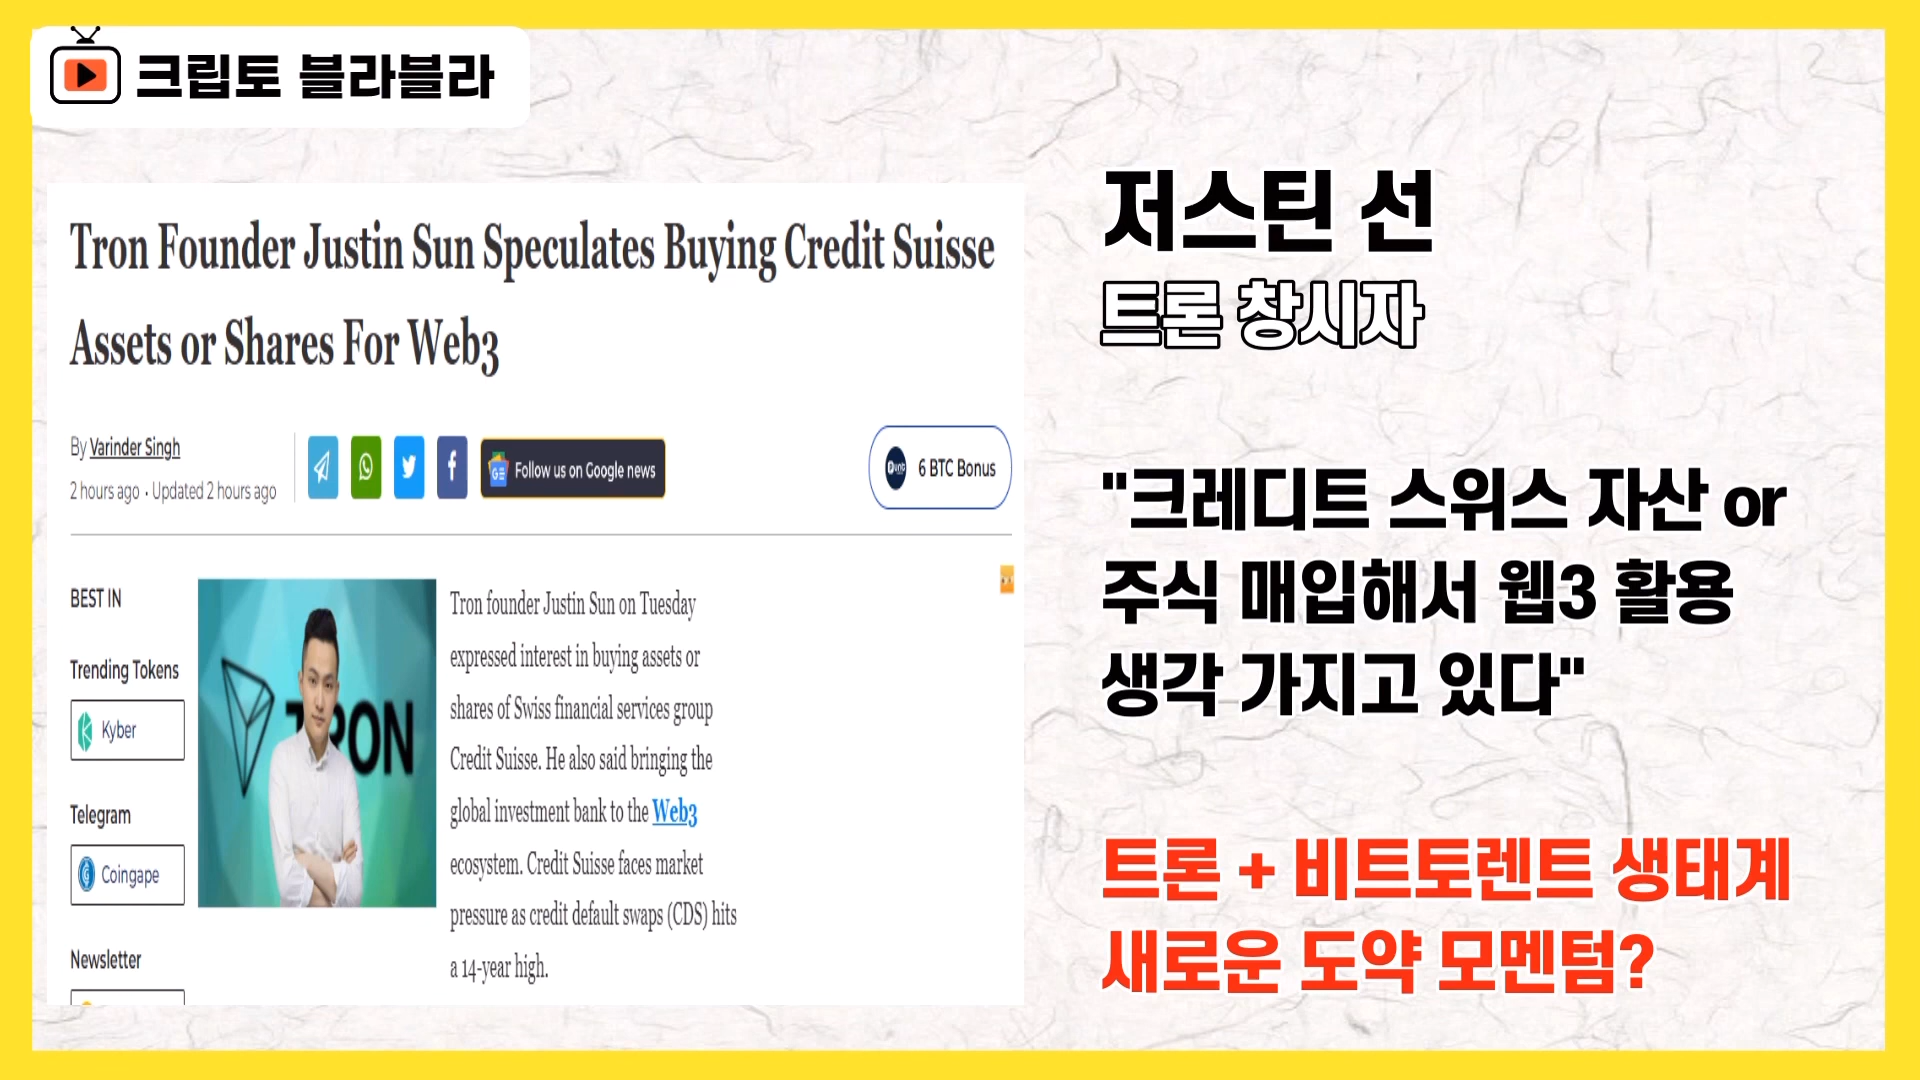 크립토 블라블라
Tron Founder Justin Sun Speculates Buying Credit Suisse
Assets or Shares For Web3
By Varinder Singh
2 hours ago • Updated 2 hours ago
Follow us on Google news
6 BTC Bonus
BEST IN
Trending Tokens
Kyber
Telegram
Coingape
Newsletter
TRON
Tron founder Justin Sun on Tuesday
expressed interest in buying assets or
shares of Swiss financial services group
Credit Suisse. He also said bringing the
global investment bank to the Web3
ecosystem. Credit Suisse faces market
pressure as credit default swaps (CDS) hits
a 14-year high.
저스틴 선
트론 창시자
"크레디트 스위스 자산 or
주식 매입해서 웹3 활용
생각 가지고 있다"
트론 + 비트토렌트 생태계
새로운 도약 모멘텀?